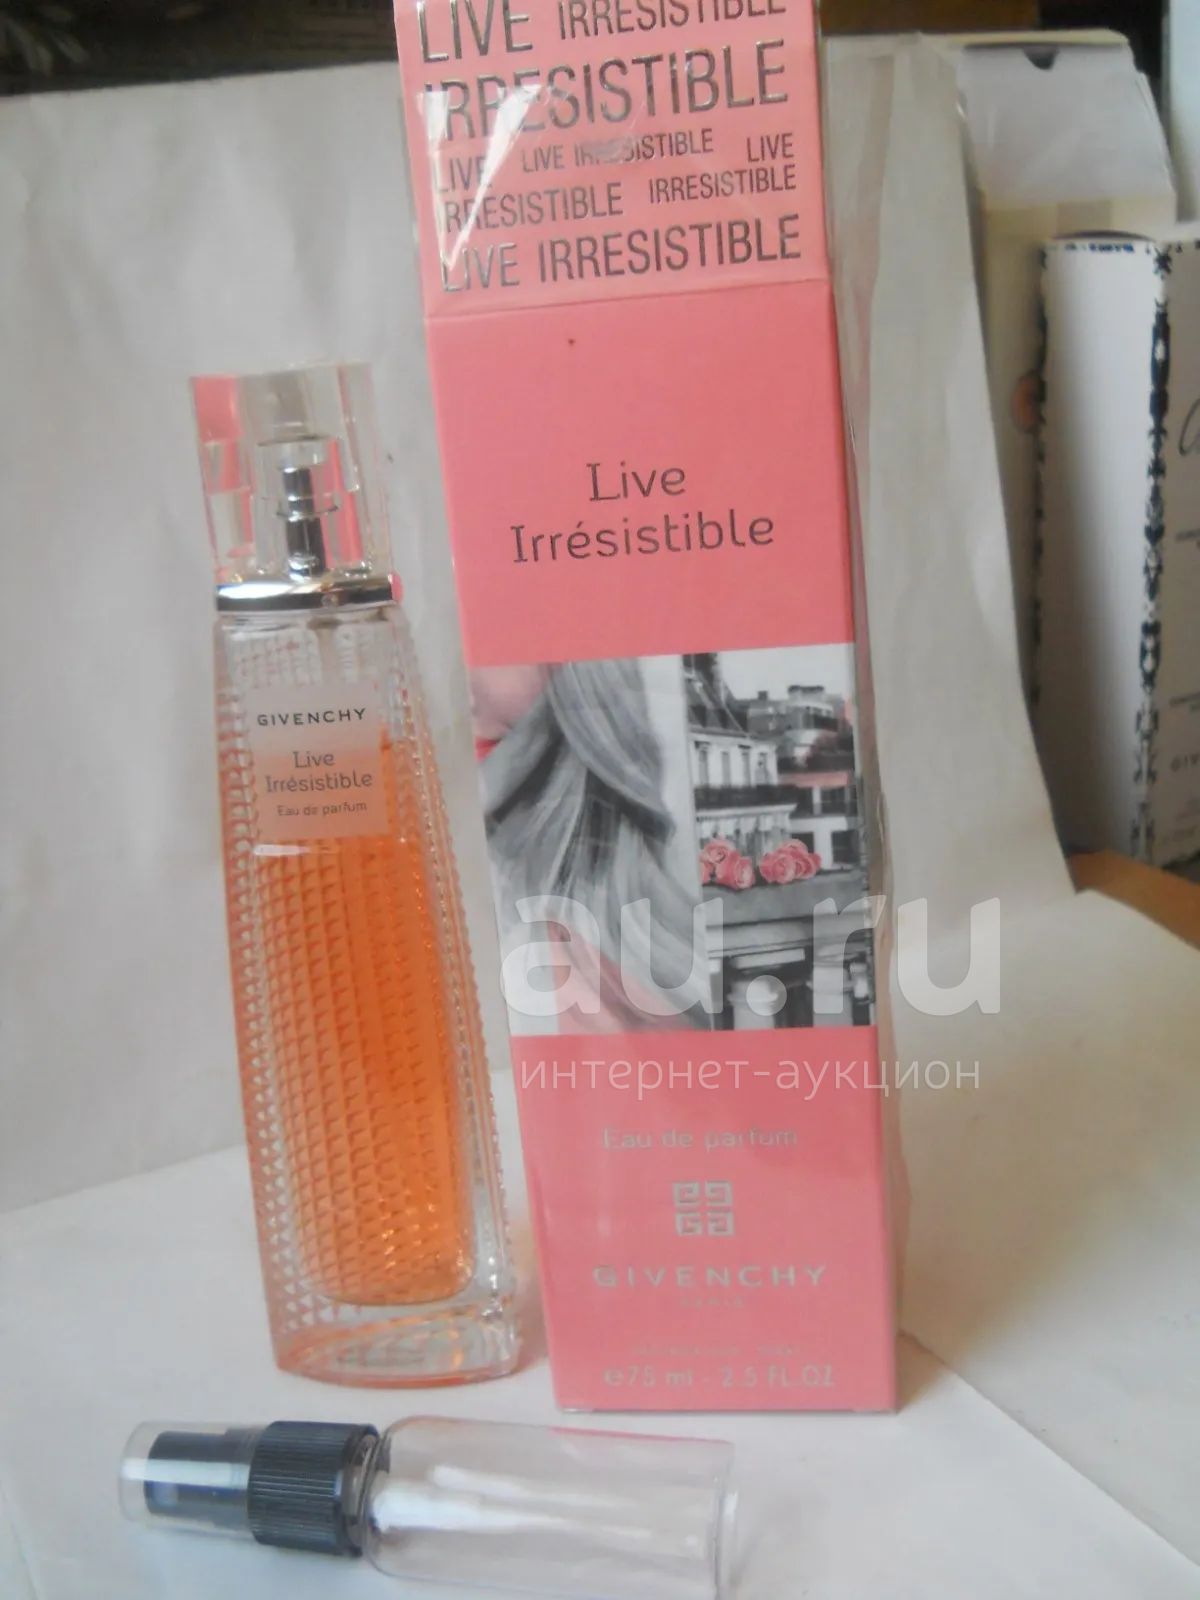 LIVE IRRESISTIBLE
IRRESISTIBLE
LIVE LIVE IRRESISTIBLE LIVE
IRRESISTIBLE IRRESISTIBLE
LIVE IRRESISTIBLE
Live
Irrésistible
GIVENCHY
Live
Irrésistible
Eau de parfum
au.ru
интернет-аукцион
Eau de parfum
GIVENCHY
PARIS
e75 ml - 2.5 FL.OZ